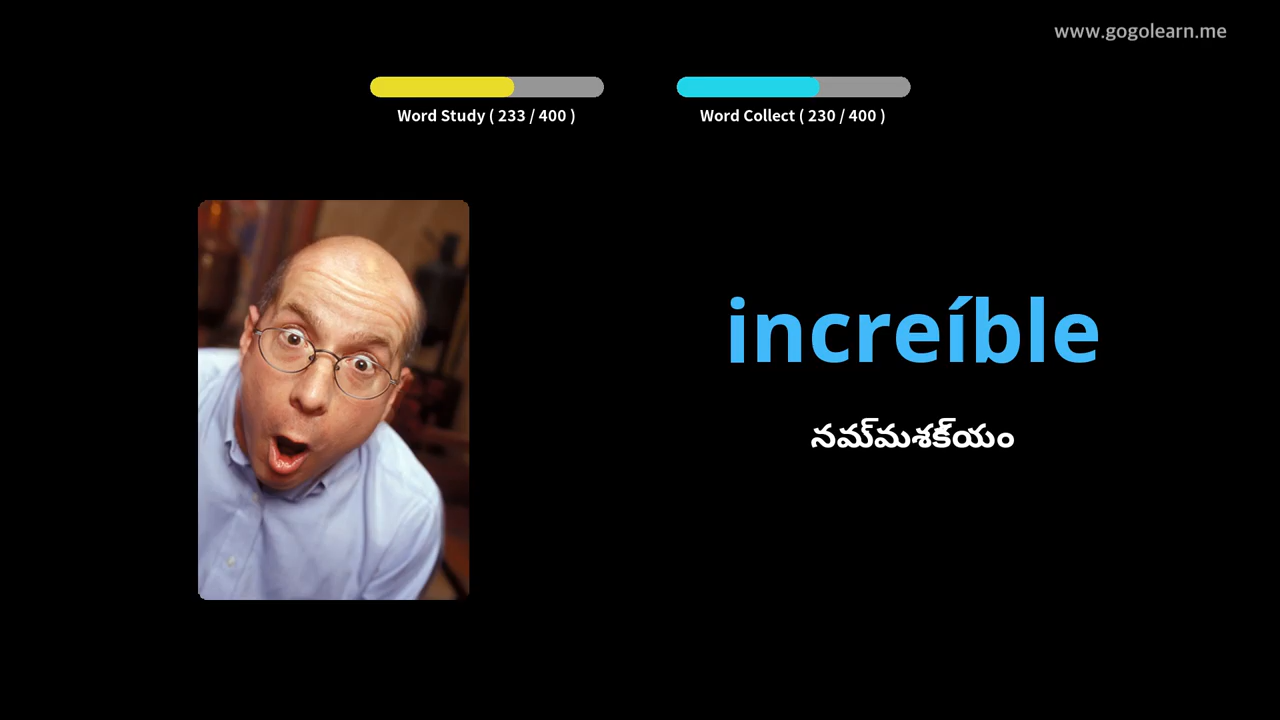 www.gogolearn.me
Word Study ( 233 / 400 )
Word Collect ( 230 / 400 )
increíble
నమ్మశక్యం